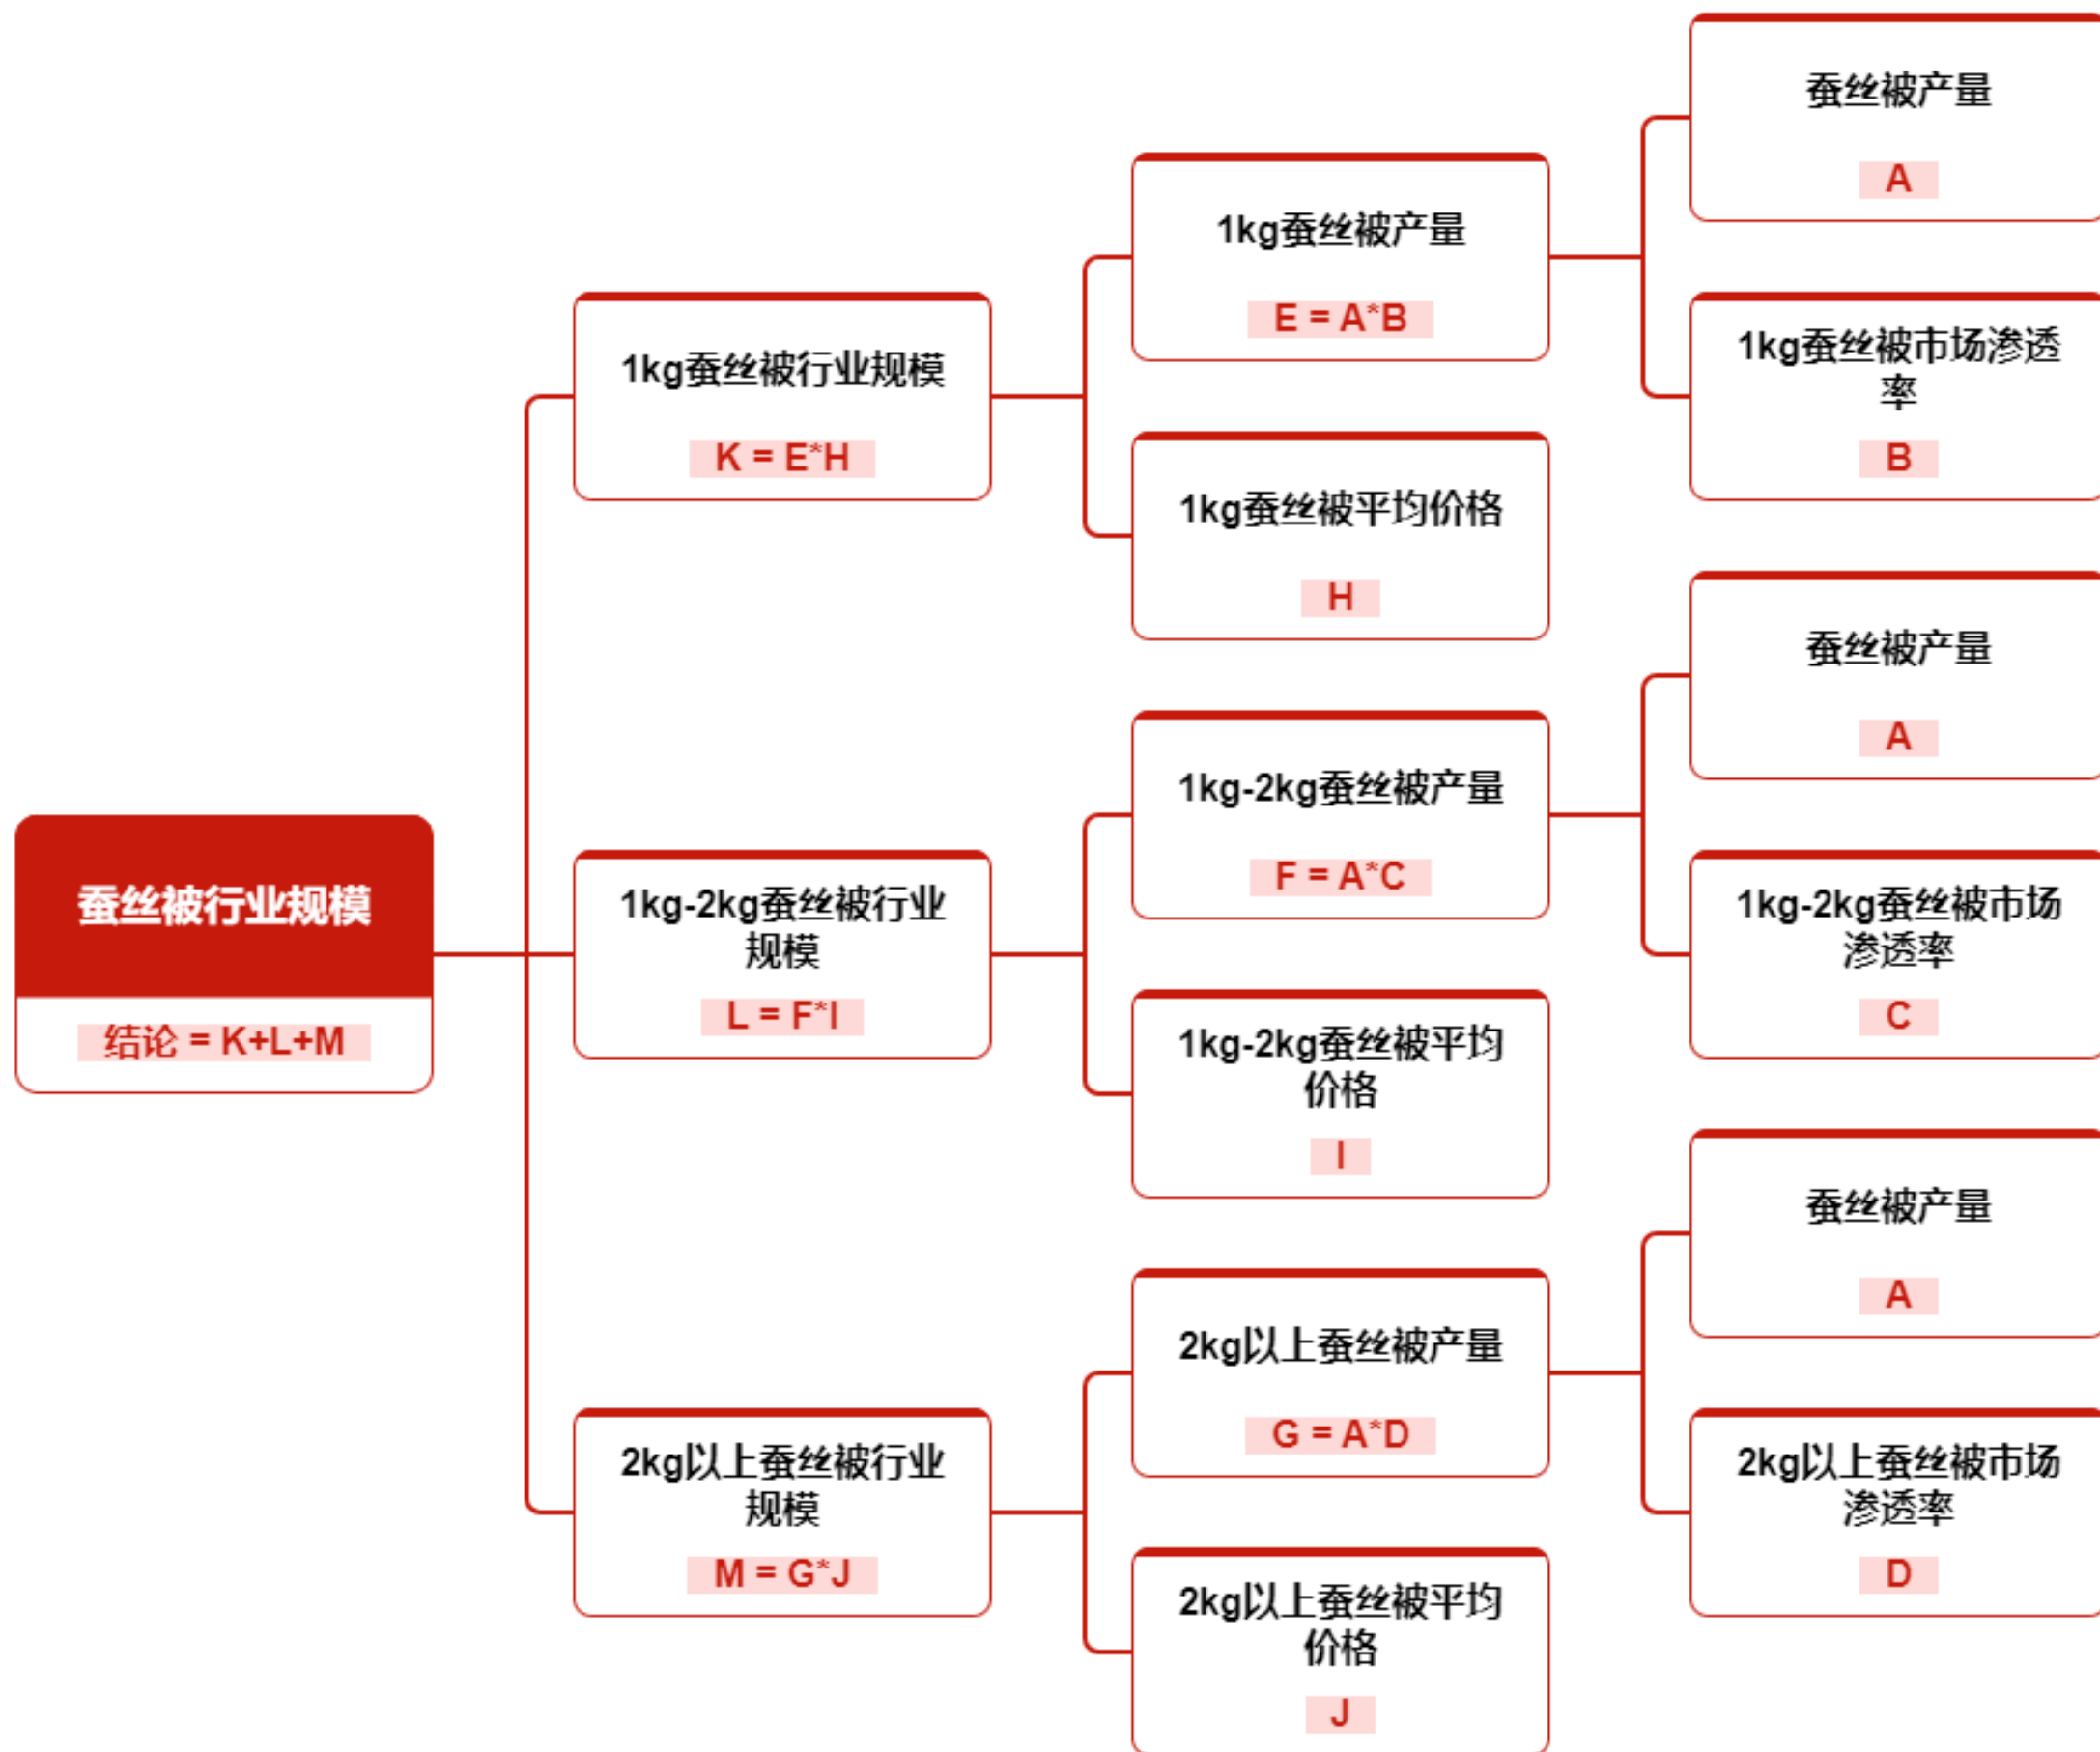 蚕丝被行业规模
结论 = K+L+M
1kg蚕丝被行业规模
K = E*H
1kg蚕丝被产量
E = A*B
蚕丝被产量
A
1kg蚕丝被市场渗透
率
B
1kg蚕丝被平均价格
H
1kg-2kg蚕丝被行业
规模
L = F*I
1kg-2kg蚕丝被产量
F = A*C
蚕丝被产量
A
1kg-2kg蚕丝被市场
渗透率
C
1kg-2kg蚕丝被平均
价格
I
2kg以上蚕丝被行业
规模
M = G*J
2kg以上蚕丝被产量
G = A*D
蚕丝被产量
A
2kg以上蚕丝被市场
渗透率
D
2kg以上蚕丝被平均
价格
J